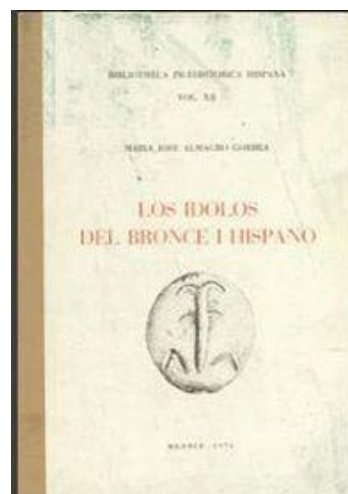 BIBLIOTHECA PRAEHISTORICA HISPANA
VOL. XII
MARIA JOSE ALMAGRO GORBEA
LOS IDOLOS
DEL BRONCE I HISPANO
MADRID - 1973